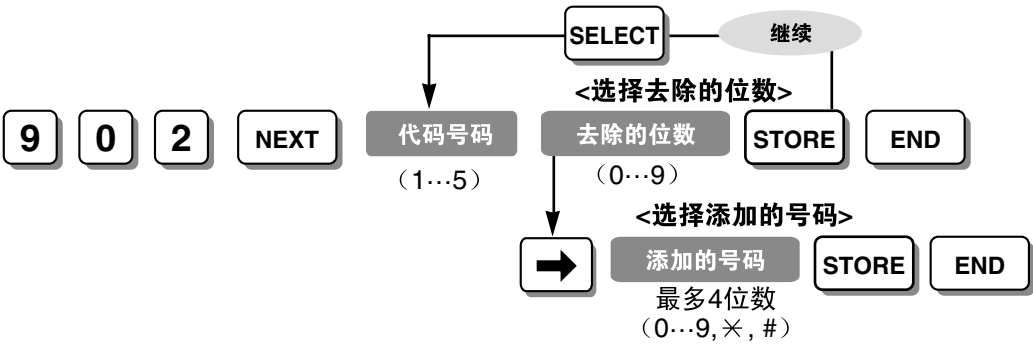 SELECT 继续
<选择去除的位数>
9 0 2 NEXT 代码号码 去除的位数 STORE END
（1…5） （0…9）
<选择添加的号码>
➡ 添加的号码 STORE END
最多4位数
（0…9,＊, #）